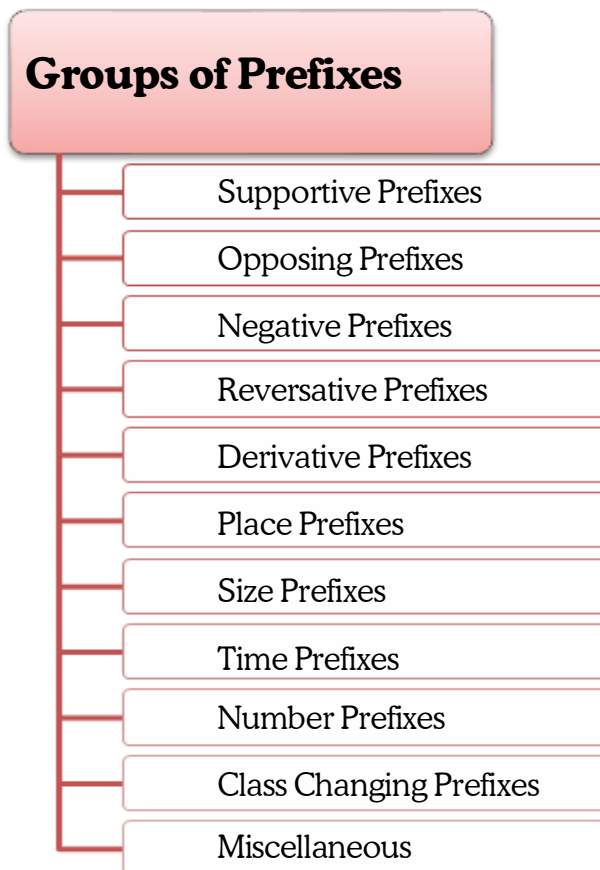 Groups of Prefixes
Supportive Prefixes
Opposing Prefixes
Negative Prefixes
Reversative Prefixes
Derivative Prefixes
Place Prefixes
Size Prefixes
Time Prefixes
Number Prefixes
Class Changing Prefixes
Miscellaneous